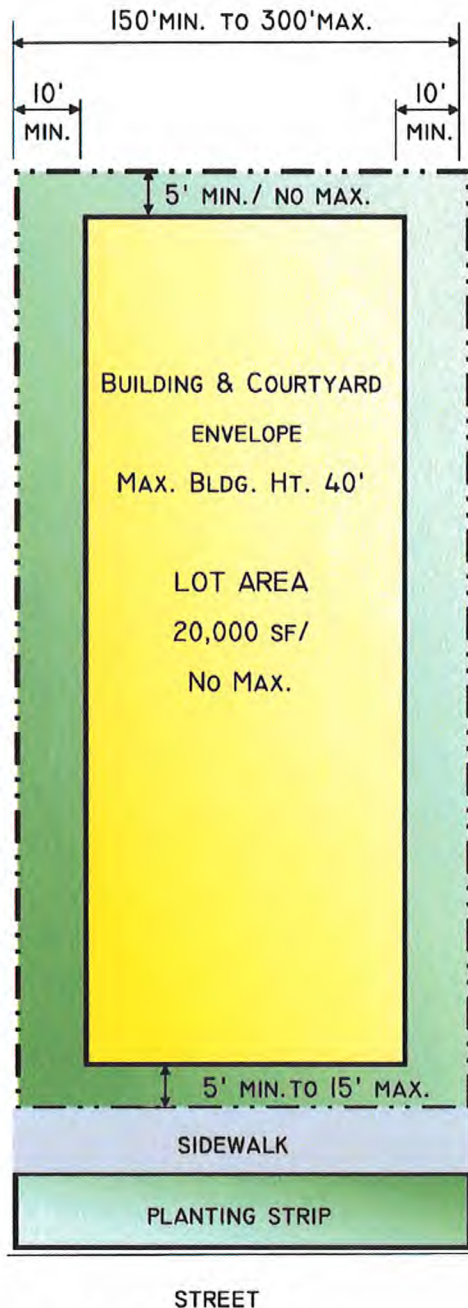 150'MIN. TO 300'MAX.
10' 10'
MIN. MIN.
5' MIN./ NO MAX.
BUILDING & COURTYARD
ENVELOPE
MAX. BLDG. HT. 40'
LOT AREA
20,000 SF/
NO MAX.
5' MIN.TO 15' MAX.
SIDEWALK
PLANTING STRIP
STREET